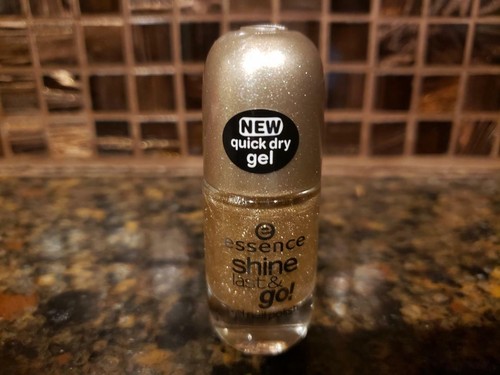 NEW
quick dry
gel
essence
shine
last &
go!